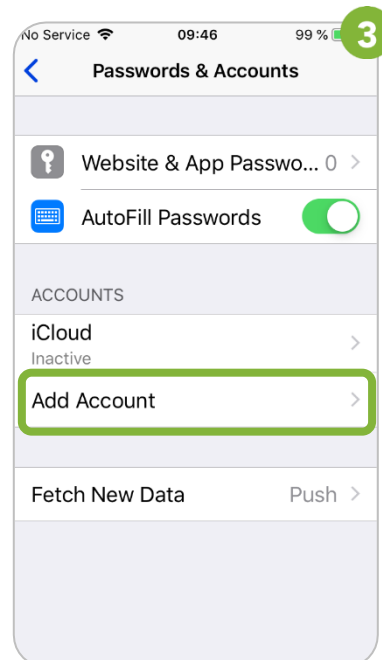 No Service 09:46 99 % 3
Passwords & Accounts
Website & App Passwo... 0
AutoFill Passwords
ACCOUNTS
iCloud
Inactive
Add Account
Fetch New Data Push